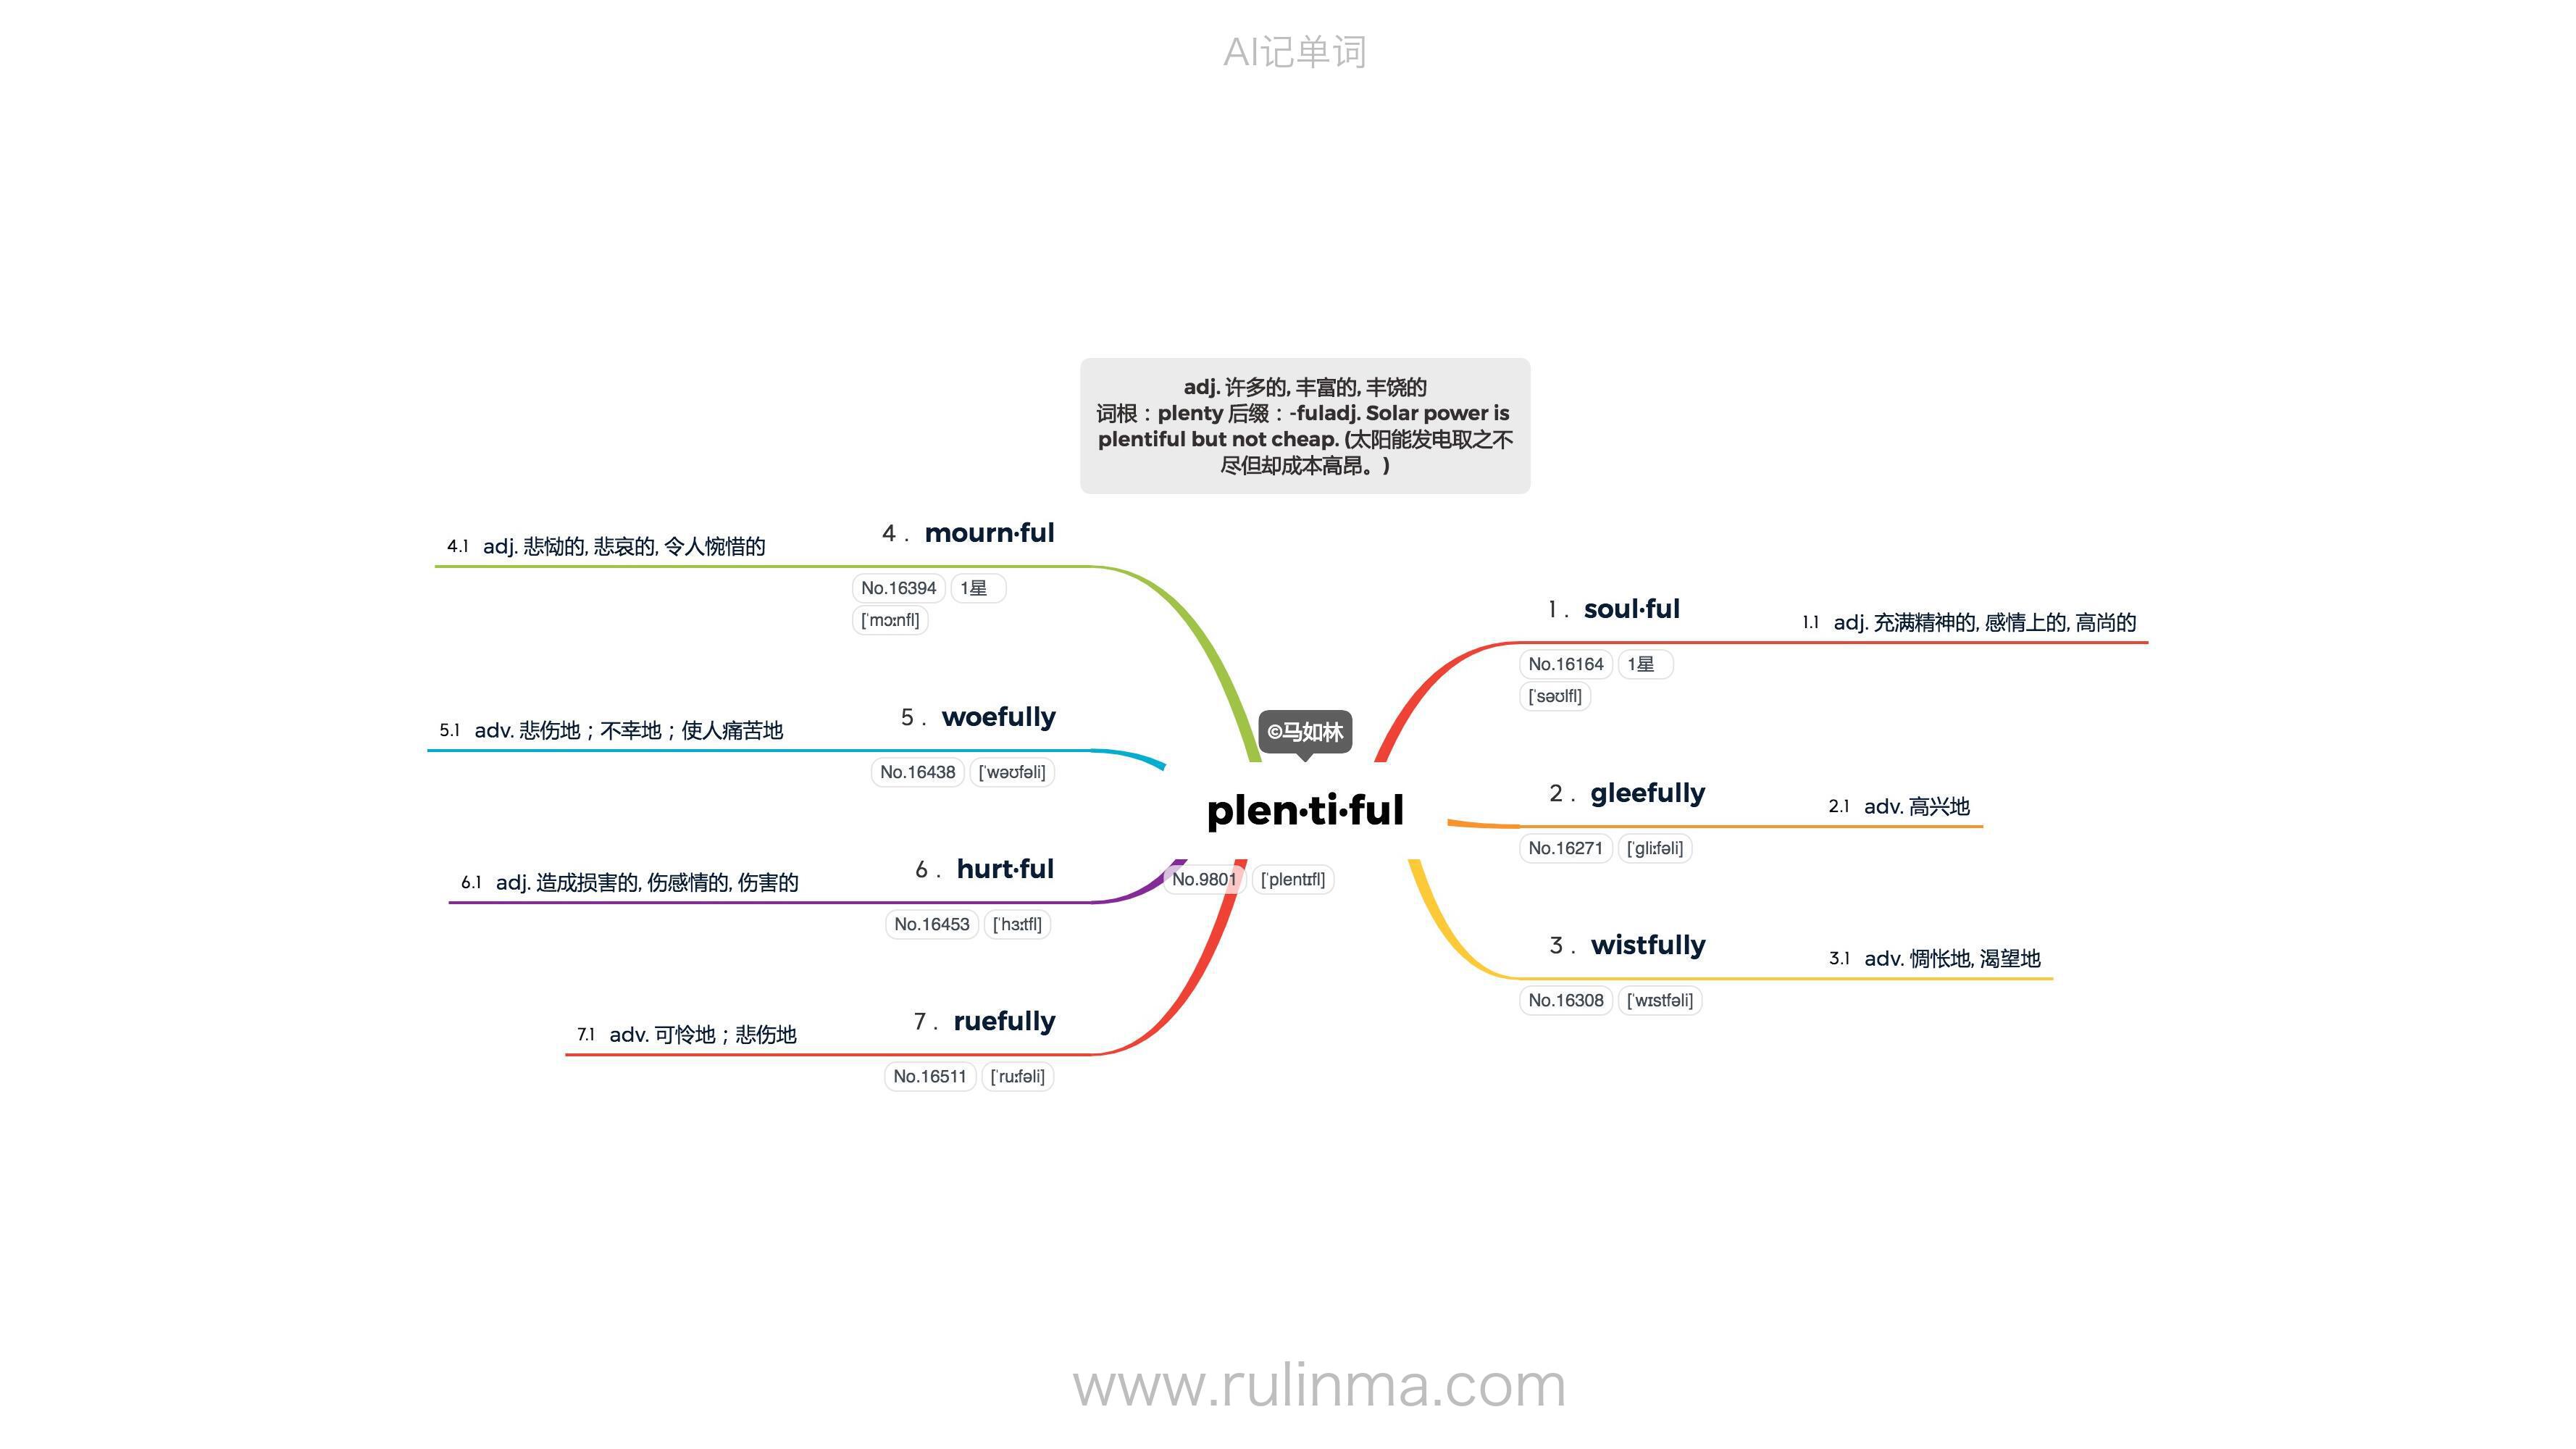 AI记单词
adj. 许多的, 丰富的, 丰饶的
词根：plenty 后缀：-fuladj. Solar power is
plentiful but not cheap. (太阳能发电取之不
尽但却成本高昂。)
©马如林
plen·ti·ful
No.9801 [ˈplentɪfl]
1 . soul·ful
No.16164 1星
[ˈsəʊlfl]
1.1 adj. 充满精神的, 感情上的, 高尚的
2 . gleefully
No.16271 [ˈɡliːfəli]
2.1 adv. 高兴地
3 . wistfully
No.16308 [ˈwɪstfəli]
3.1 adv. 惆怅地, 渴望地
4 . mourn·ful
No.16394 1星
[ˈmɔːnfl]
4.1 adj. 悲恸的, 悲哀的, 令人惋惜的
5 . woefully
No.16438 [ˈwəʊfəli]
5.1 adv. 悲伤地；不幸地；使人痛苦地
6 . hurt·ful
No.16453 [ˈhɜːtfl]
6.1 adj. 造成损害的, 伤感情的, 伤害的
7 . ruefully
No.16511 [ˈruːfəli]
7.1 adv. 可怜地；悲伤地
www.rulinma.com